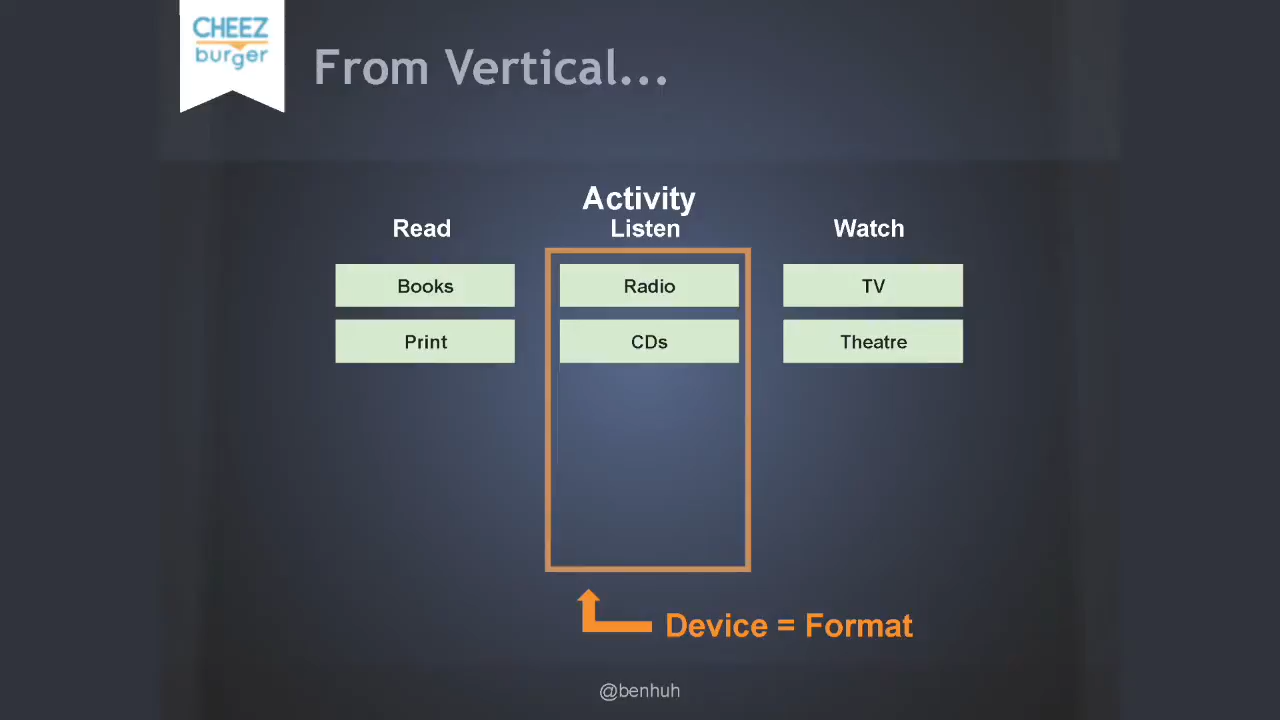 CHEEZ
burger
From Vertical...
Activity
Read Listen Watch
Books Radio TV
Print CDs Theatre
Device = Format
@benhuh